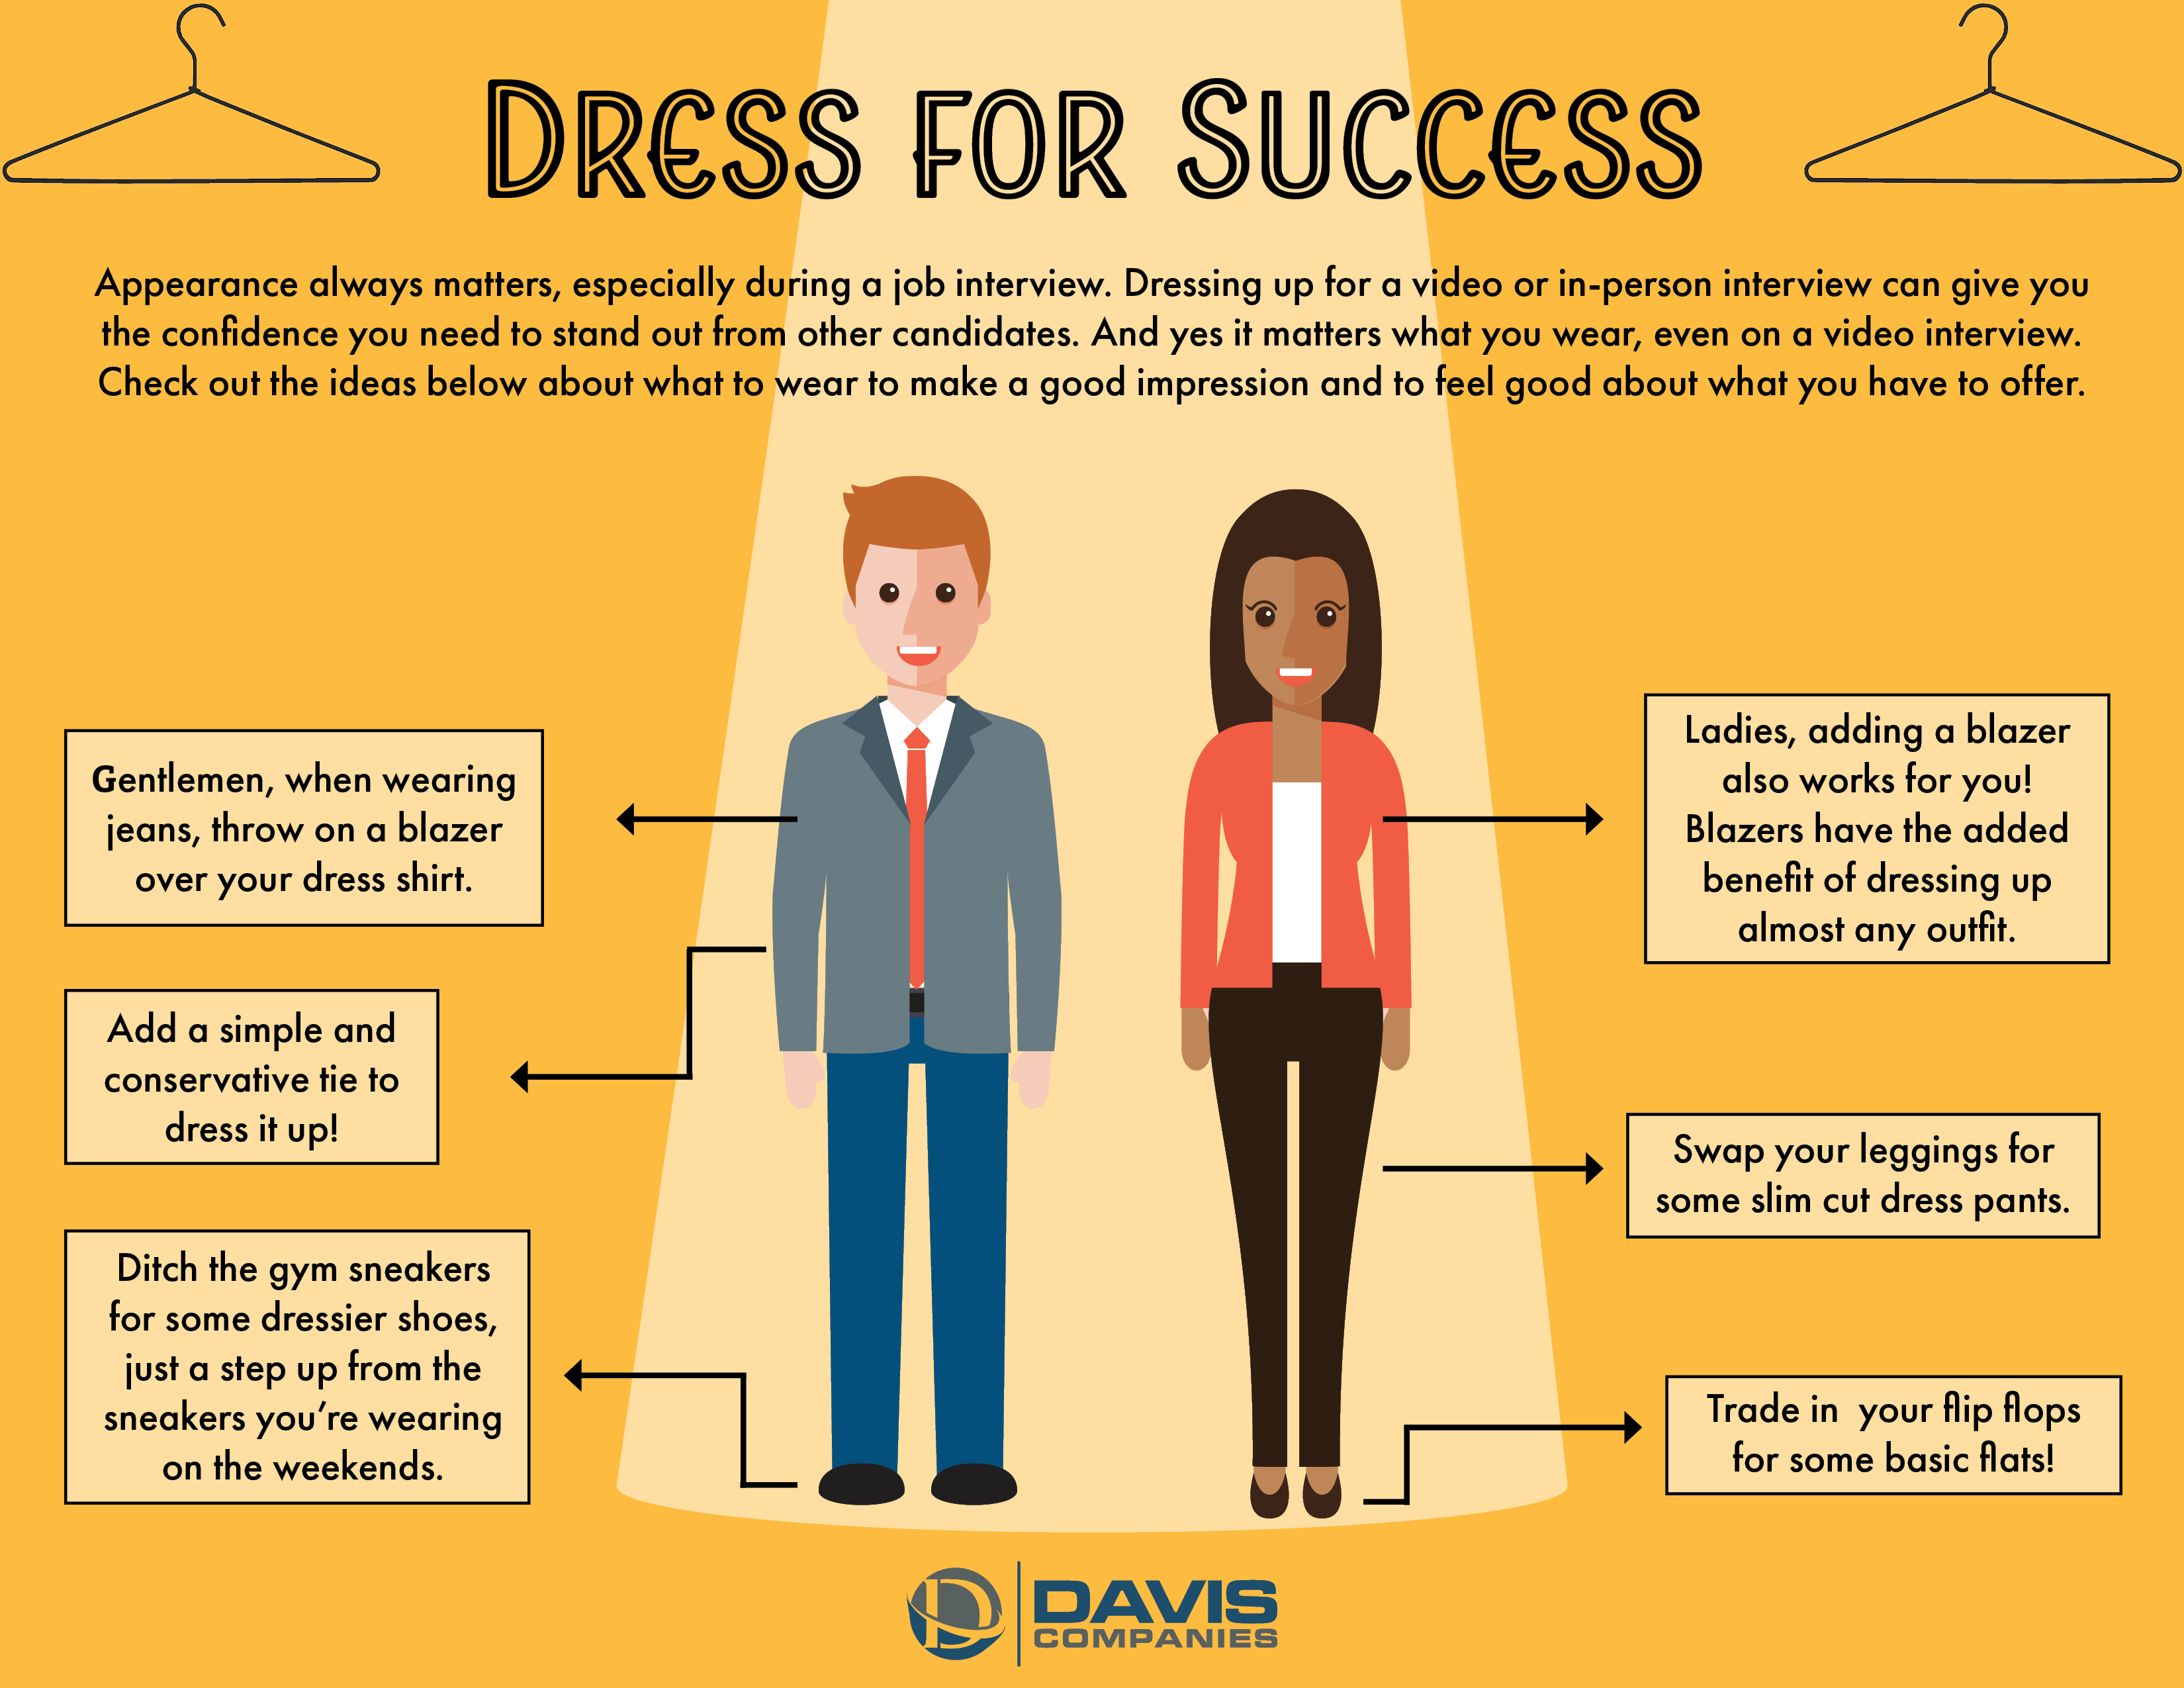 DRESS FOR SUCCESS
Appearance always matters, especially during a job interview. Dressing up for a video or in-person interview can give you
the confidence you need to stand out from other candidates. And yes it matters what you wear, even on a video interview.
Check out the ideas below about what to wear to make a good impression and to feel good about what you have to offer.
Gentlemen, when wearing
jeans, throw on a blazer
over your dress shirt.
Add a simple and
conservative tie to
dress it up!
Ditch the gym sneakers
for some dressier shoes,
just a step up from the
sneakers you're wearing
on the weekends.
Ladies, adding a blazer
also works for you!
Blazers have the added
benefit of dressing up
almost any outfit.
Swap your leggings for
some slim cut dress pants.
Trade in  your flip flops
for some basic flats!
DAVIS
COMPANIES